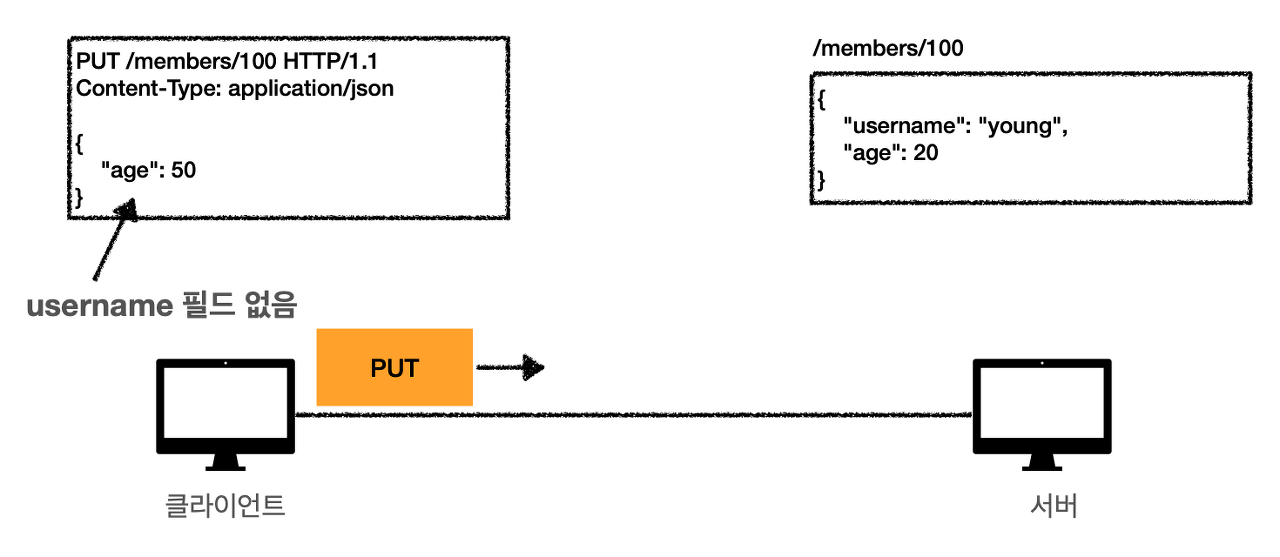 PUT /members/100 HTTP/1.1
Content-Type: application/json
{
"age": 50
}
username 필드 없음
/members/100
{
"username": "young",
"age": 20
}
PUT
클라이언트
서버